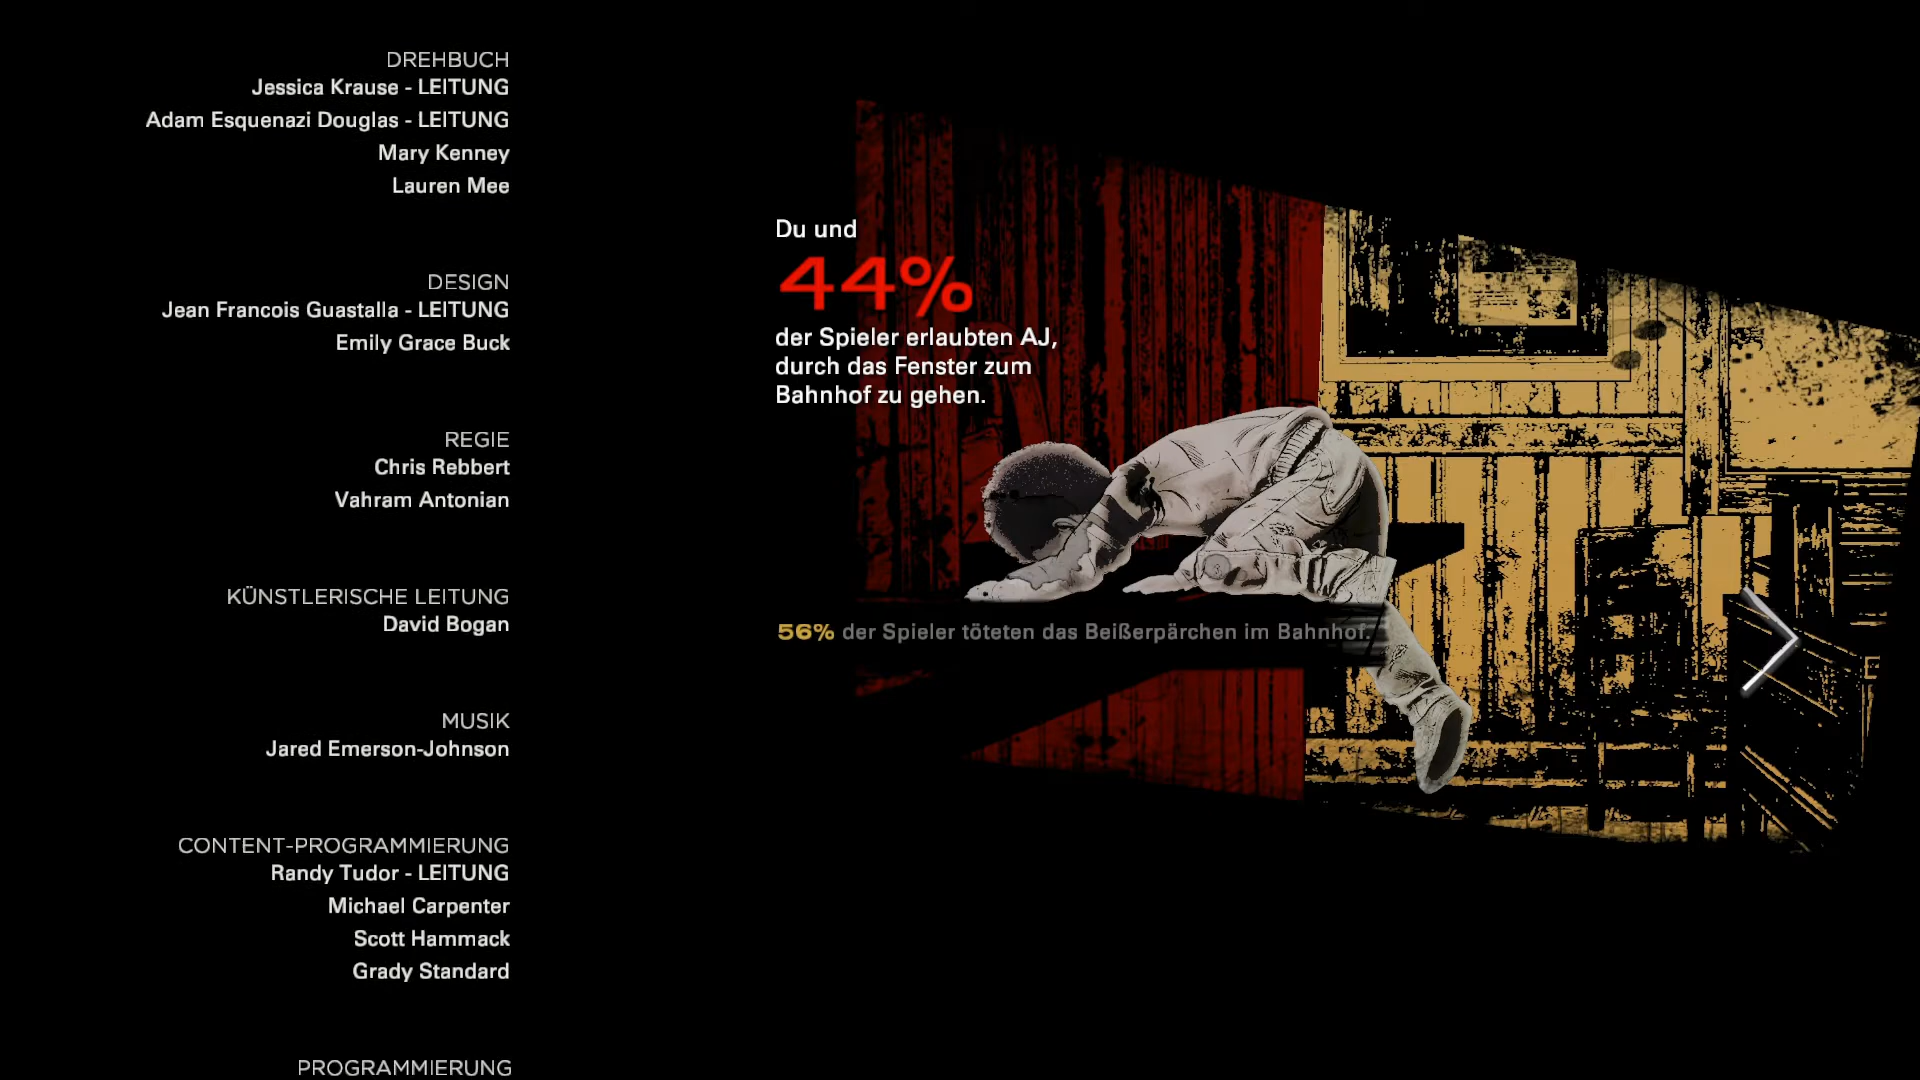 DREHBUCH
Jessica Krause - LEITUNG
Adam Esquenazi Douglas - LEITUNG
Mary Kenney
Lauren Mee
DESIGN
Jean Francois Guastalla - LEITUNG
Emily Grace Buck
REGIE
Chris Rebbert
Vahram Antonian
KÜNSTLERISCHE LEITUNG
David Bogan
MUSIK
Jared Emerson-Johnson
CONTENT-PROGRAMMIERUNG
Randy Tudor - LEITUNG
Michael Carpenter
Scott Hammack
Grady Standard
PROGRAMMIERUNG
Du und
44%
der Spieler erlaubten AJ,
durch das Fenster zum
Bahnhof zu gehen.
56% der Spieler töteten das Beißerpärchen im Bahnhof.